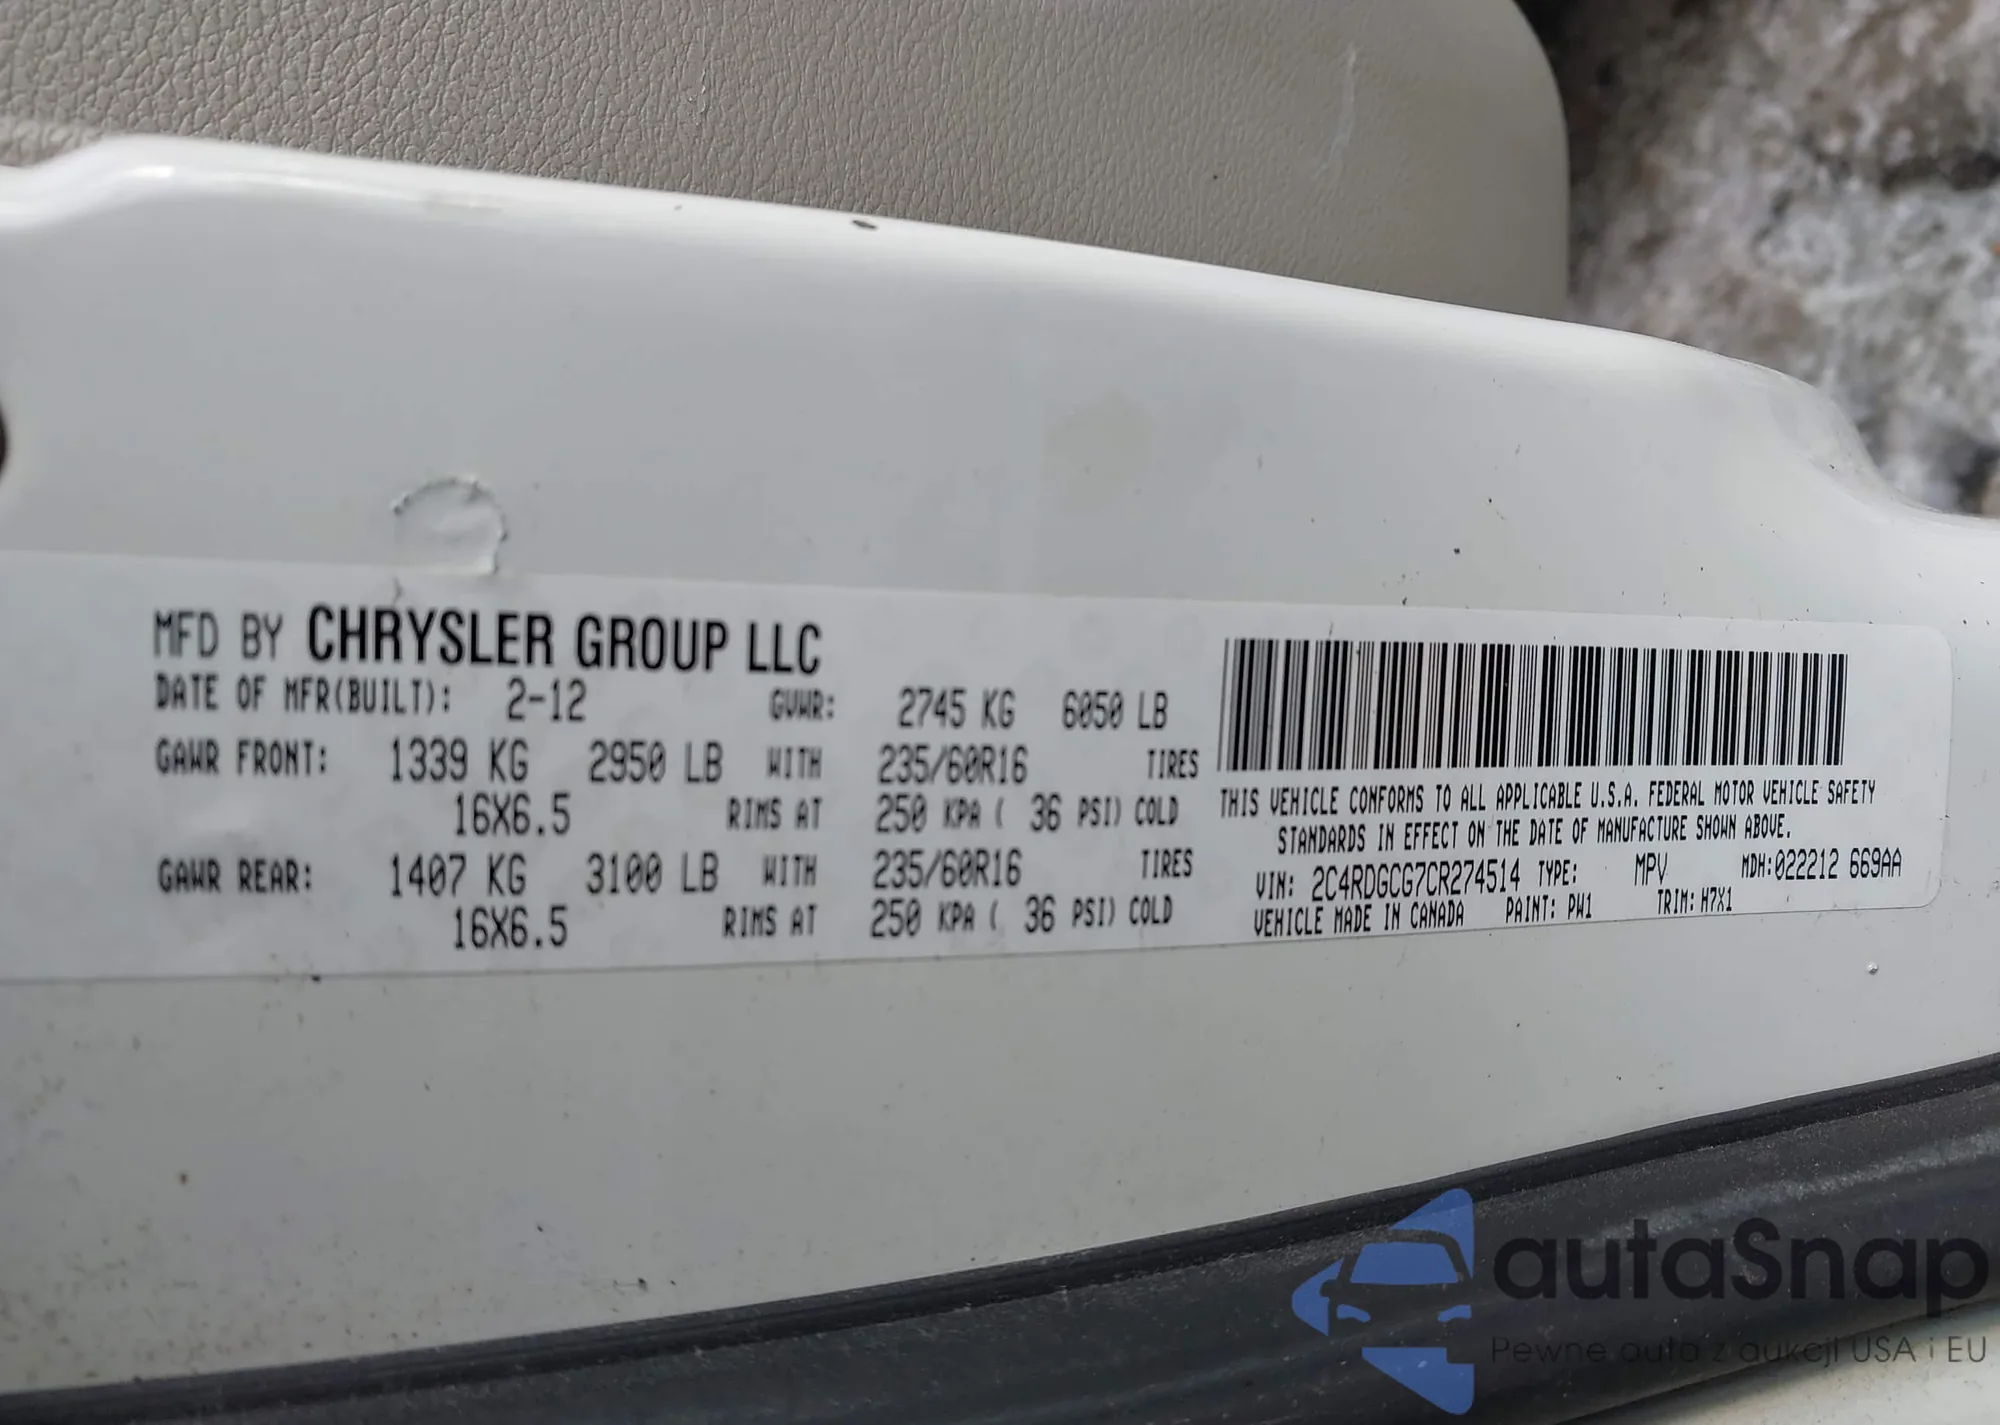 MFD BY CHRYSLER GROUP LLC
DATE OF MFR(BUILT): 2-12 GVWR: 2745 KG 6050 LB
GAWR FRONT: 1339 KG 2950 LB WITH 235/60R16 TIRES
16X6.5 RIMS AT 250 KPA ( 36 PSI) COLD
GAWR REAR: 1407 KG 3100 LB WITH 235/60R16 TIRES
16X6.5 RIMS AT 250 KPA ( 36 PSI) COLD
THIS VEHICLE CONFORMS TO ALL APPLICABLE U.S.A. FEDERAL MOTOR VEHICLE SAFETY
STANDARDS IN EFFECT ON THE DATE OF MANUFACTURE SHOWN ABOVE.
VIN: 2C4RDGCG7CR274514 TYPE: MPV MDH:022212 669AA
VEHICLE MADE IN CANADA PAINT: PW1 TRIM: H7X1
autaSnap
Pewne auta z aukcji USA i EU